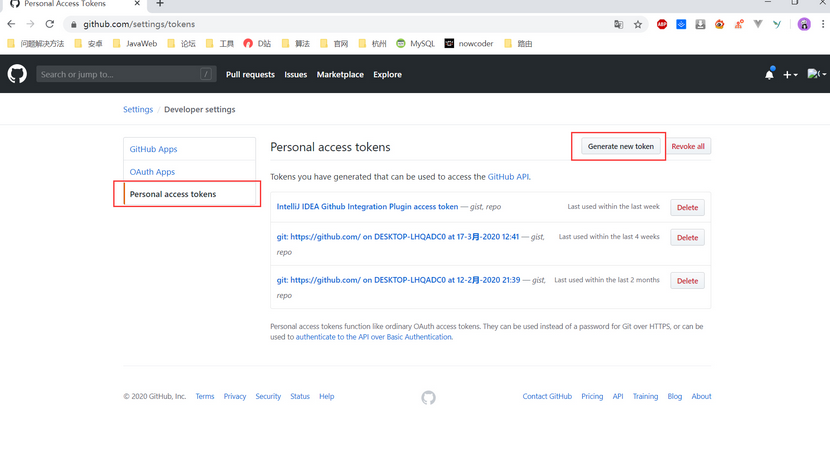 Personal Access Tokens
github.com/settings/tokens
问题解决方法 安卓 JavaWeb 论坛 工具 D站 算法 官网 杭州 MySQL nowcoder 路由
Search or jump to... / Pull requests Issues Marketplace Explore
Settings / Developer settings
GitHub Apps
OAuth Apps
Personal access tokens
Personal access tokens Generate new token Revoke all
Tokens you have generated that can be used to access the GitHub API.
IntelliJ IDEA Github Integration Plugin access token — gist, repo Last used within the last week Delete
git: https://github.com/ on DESKTOP-LHQADC0 at 17-3月-2020 12:41 — gist, Last used within the last 4 weeks Delete
repo
git: https://github.com/ on DESKTOP-LHQADC0 at 12-2月-2020 21:39 — gist, Last used within the last 2 months Delete
repo
Personal access tokens function like ordinary OAuth access tokens. They can be used instead of a password for Git over HTTPS, or can be
used to authenticate to the API over Basic Authentication.
© 2020 GitHub, Inc. Terms Privacy Security Status Help Contact GitHub Pricing API Training Blog About